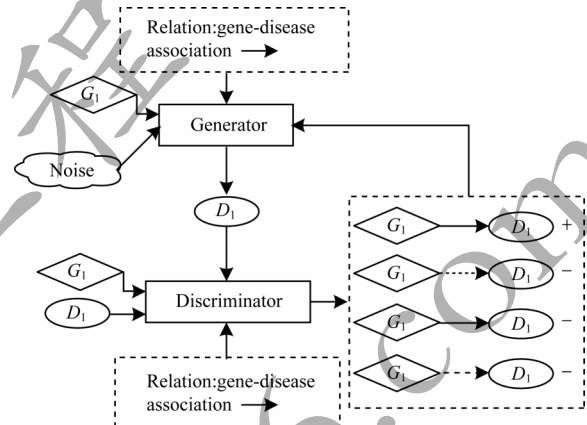 Relation:gene-disease
association
G₁
Generator
Noise
D₁
G₁ D₁ +
G₁ D₁ −
G₁
D₁
Discriminator
G₁ D₁ −
G₁ D₁ −
Relation:gene-disease
association
程